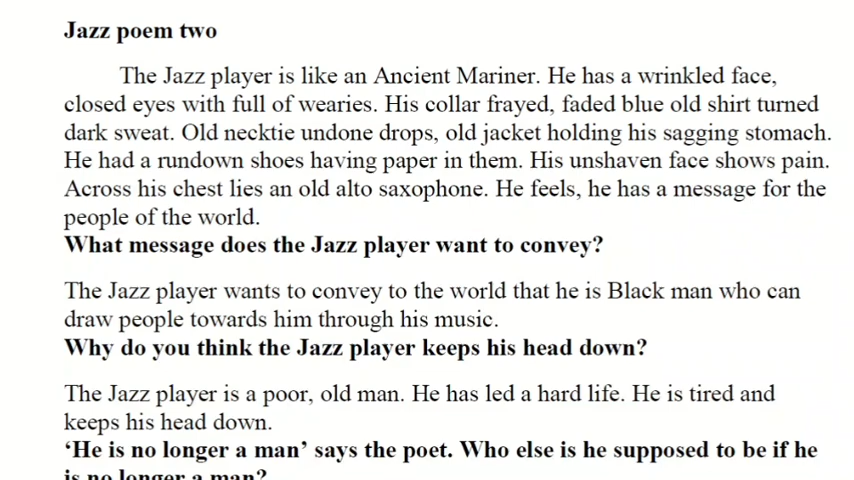 Jazz poem two
The Jazz player is like an Ancient Mariner. He has a wrinkled face,
closed eyes with full of wearies. His collar frayed, faded blue old shirt turned
dark sweat. Old necktie undone drops, old jacket holding his sagging stomach.
He had a rundown shoes having paper in them. His unshaven face shows pain.
Across his chest lies an old alto saxophone. He feels, he has a message for the
people of the world.
What message does the Jazz player want to convey?
The Jazz player wants to convey to the world that he is Black man who can
draw people towards him through his music.
Why do you think the Jazz player keeps his head down?
The Jazz player is a poor, old man. He has led a hard life. He is tired and
keeps his head down.
‘He is no longer a man’ says the poet. Who else is he supposed to be if he
is no longer a man?